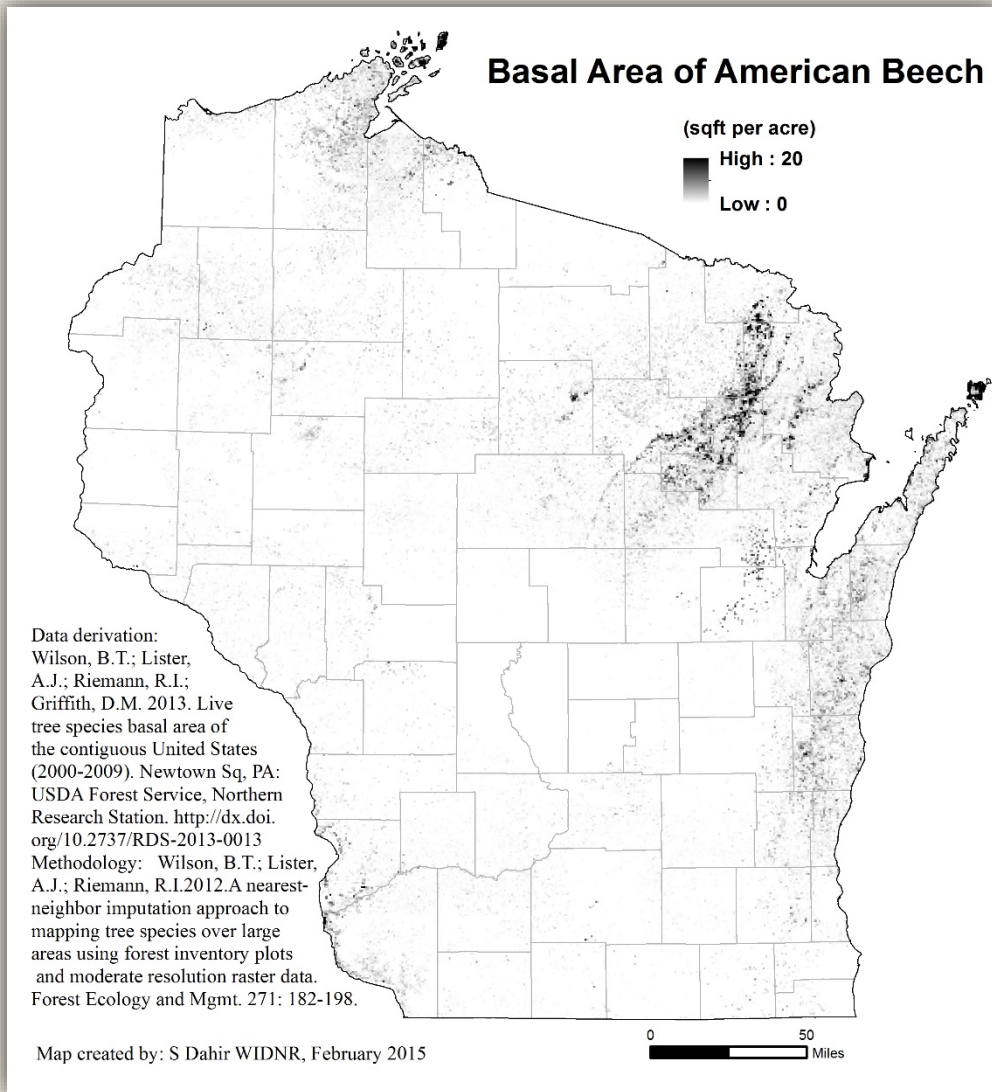 Basal Area of American Beech
(sqft per acre)
High : 20
Low : 0
Data derivation:
Wilson, B.T.; Lister,
A.J.; Riemann, R.I.;
Griffith, D.M. 2013. Live
tree species basal area of
the contiguous United States
(2000-2009). Newtown Sq, PA:
USDA Forest Service, Northern
Research Station. http://dx.doi.
org/10.2737/RDS-2013-0013
Methodology: Wilson, B.T.; Lister,
A.J.; Riemann, R.I.2012.A nearest-
neighbor imputation approach to
mapping tree species over large
areas using forest inventory plots
and moderate resolution raster data.
Forest Ecology and Mgmt. 271: 182-198.
Map created by: S Dahir WIDNR, February 2015
0 50
Miles